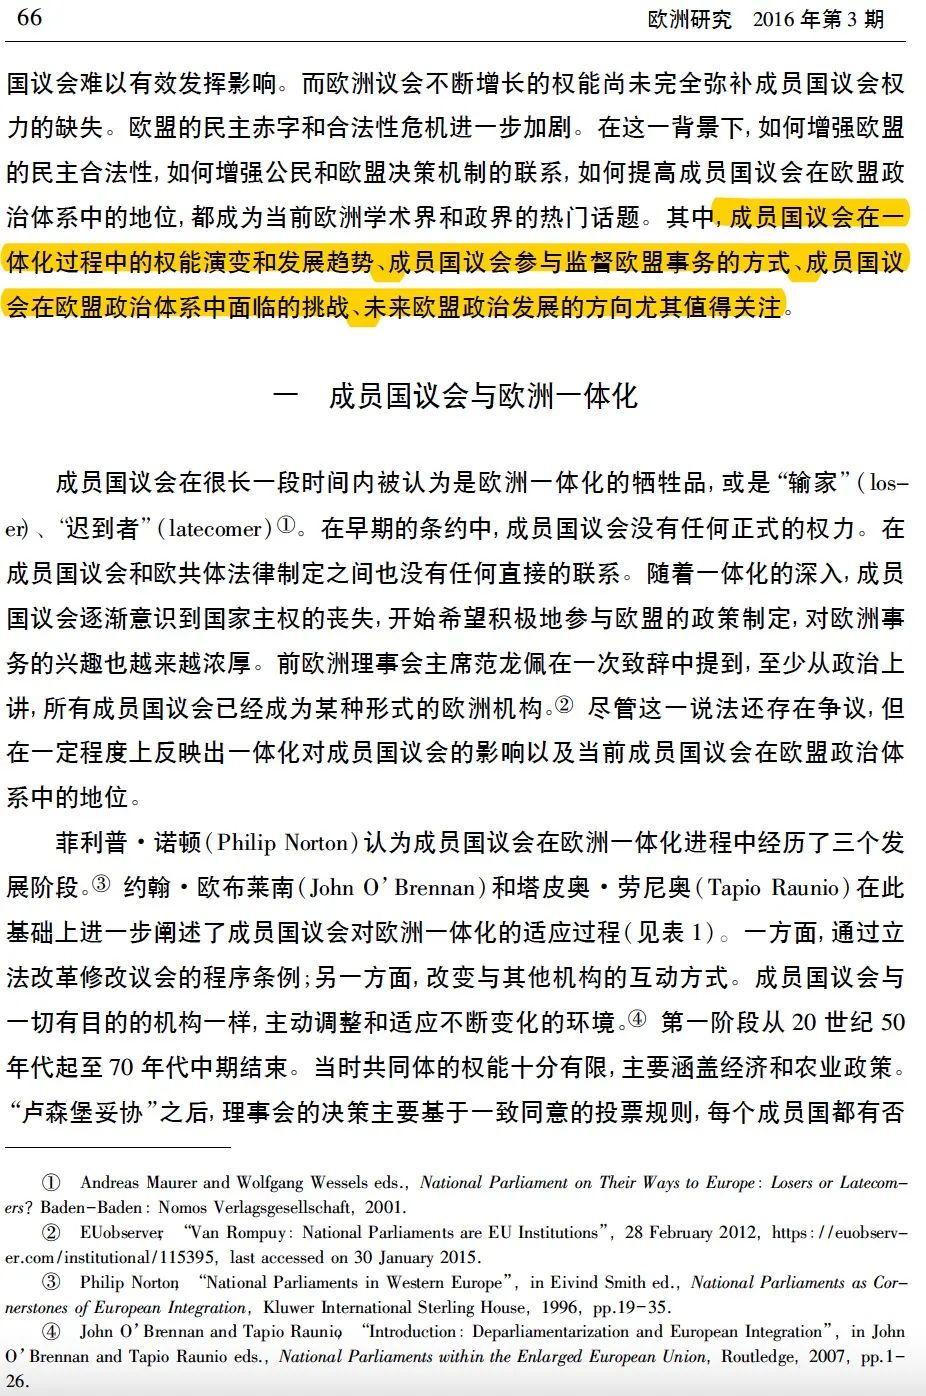 66
欧洲研究 2016 年第 3 期
国议会难以有效发挥影响。而欧洲议会不断增长的权能尚未完全弥补成员国议会权
力的缺失。欧盟的民主赤字和合法性危机进一步加剧。在这一背景下,如何增强欧盟
的民主合法性,如何增强公民和欧盟决策机制的联系,如何提高成员国议会在欧盟政
治体系中的地位,都成为当前欧洲学术界和政界的热门话题。其中,成员国议会在一
体化过程中的权能演变和发展趋势、成员国议会参与监督欧盟事务的方式、成员国议
会在欧盟政治体系中面临的挑战、未来欧盟政治发展的方向尤其值得关注。
一 成员国议会与欧洲一体化
成员国议会在很长一段时间内被认为是欧洲一体化的牺牲品,或是“输家”(los-
er)、“迟到者”(latecomer)①。在早期的条约中,成员国议会没有任何正式的权力。在
成员国议会和欧共体法律制定之间也没有任何直接的联系。随着一体化的深入,成员
国议会逐渐意识到国家主权的丧失,开始希望积极地参与欧盟的政策制定,对欧洲事
务的兴趣也越来越浓厚。前欧洲理事会主席范龙佩在一次致辞中提到,至少从政治上
讲,所有成员国议会已经成为某种形式的欧洲机构。② 尽管这一说法还存在争议,但
在一定程度上反映出一体化对成员国议会的影响以及当前成员国议会在欧盟政治体
系中的地位。
菲利普·诺顿(Philip Norton)认为成员国议会在欧洲一体化进程中经历了三个发
展阶段。③ 约翰·欧布莱南(John O’Brennan)和塔皮奥·劳尼奥(Tapio Raunio)在此
基础上进一步阐述了成员国议会对欧洲一体化的适应过程(见表 1)。一方面,通过立
法改革修改议会的程序条例;另一方面,改变与其他机构的互动方式。成员国议会与
一切有目的的机构一样,主动调整和适应不断变化的环境。④ 第一阶段从 20 世纪 50
年代起至 70 年代中期结束。当时共同体的权能十分有限,主要涵盖经济和农业政策。
“卢森堡妥协”之后,理事会的决策主要基于一致同意的投票规则,每个成员国都有否
① Andreas Maurer and Wolfgang Wessels eds., National Parliament on Their Ways to Europe: Losers or Latecom-
ers? Baden-Baden: Nomos Verlagsgesellschaft, 2001.
② EUobserver, “Van Rompuy: National Parliaments are EU Institutions”, 28 February 2012, https://euobserv-
er.com/institutional/115395, last accessed on 30 January 2015.
③ Philip Norton, “National Parliaments in Western Europe”, in Eivind Smith ed., National Parliaments as Cor-
nerstones of European Integration, Kluwer International Sterling House, 1996, pp.19-35.
④ John O’Brennan and Tapio Raunio, “Introduction: Deparliamentarization and European Integration”, in John
O’Brennan and Tapio Raunio eds., National Parliaments within the Enlarged European Union, Routledge, 2007, pp.1-
26.